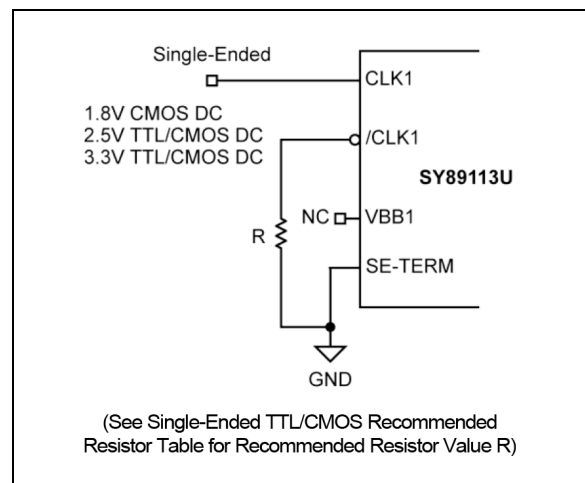 Single-Ended
CLK1
1.8V CMOS DC
2.5V TTL/CMOS DC
3.3V TTL/CMOS DC
/CLK1
SY89113U
NC
VBB1
R
SE-TERM
GND
(See Single-Ended TTL/CMOS Recommended
Resistor Table for Recommended Resistor Value R)